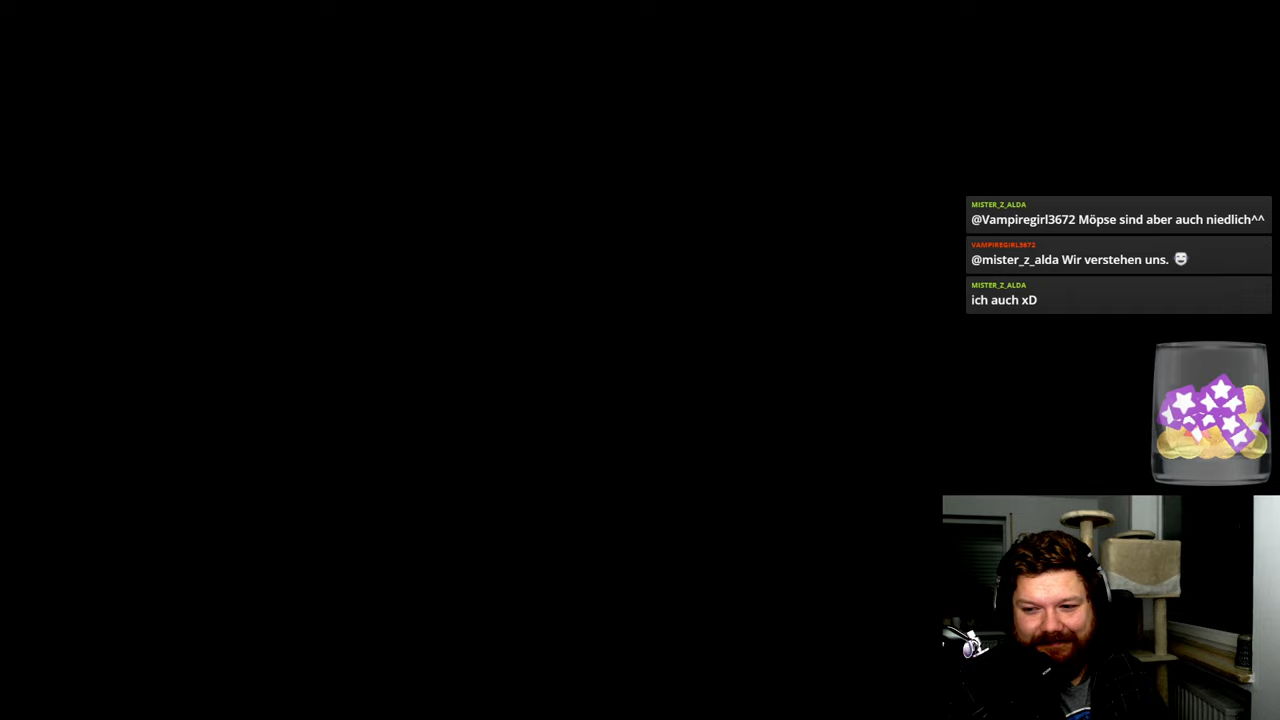 MISTER_Z_ALDA
@Vampiregirl3672 Möpse sind aber auch niedlich^^
VAMPIREGIRL3672
@mister_z_alda Wir verstehen uns.
MISTER_Z_ALDA
ich auch xD